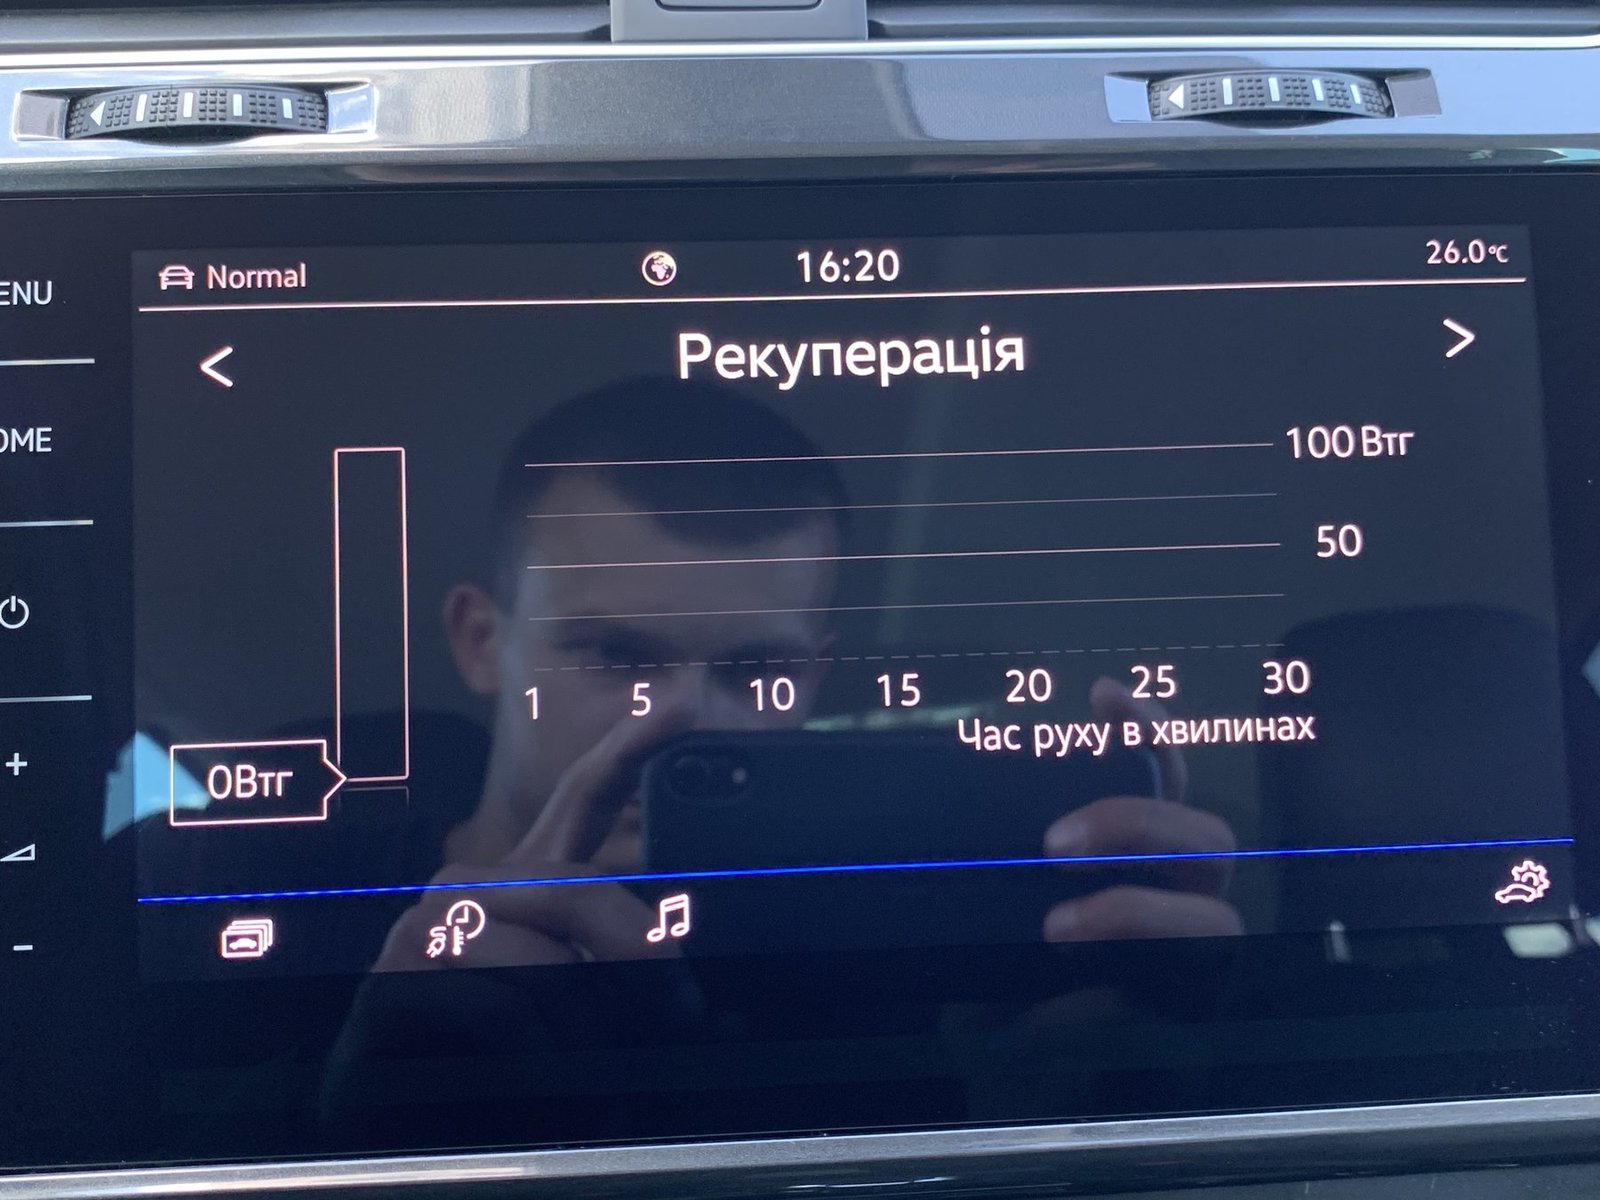 Normal 16:20 26.0°C
ENU
< Рекуперація >
100 Втг
OME
50
1 5 10 15 20 25 30
Час руху в хвилинах
0Втг
+
−